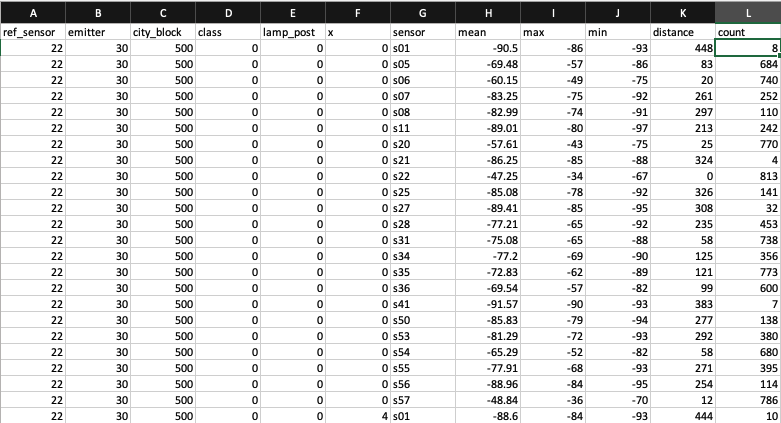 A B C D E F G H I J K L
ref_sensor emitter city_block class lamp_post x sensor mean max min distance count
22 30 500 0 0 0 s01 -90.5 -86 -93 448 8
22 30 500 0 0 0 s05 -69.48 -57 -86 83 684
22 30 500 0 0 0 s06 -60.15 -49 -75 20 740
22 30 500 0 0 0 s07 -83.25 -75 -92 261 252
22 30 500 0 0 0 s08 -82.99 -74 -91 297 110
22 30 500 0 0 0 s11 -89.01 -80 -97 213 242
22 30 500 0 0 0 s20 -57.61 -43 -75 25 770
22 30 500 0 0 0 s21 -86.25 -85 -88 324 4
22 30 500 0 0 0 s22 -47.25 -34 -67 0 813
22 30 500 0 0 0 s25 -85.08 -78 -92 326 141
22 30 500 0 0 0 s27 -89.41 -85 -95 308 32
22 30 500 0 0 0 s28 -77.21 -65 -92 235 453
22 30 500 0 0 0 s31 -75.08 -65 -88 58 738
22 30 500 0 0 0 s34 -77.2 -69 -90 125 356
22 30 500 0 0 0 s35 -72.83 -62 -89 121 773
22 30 500 0 0 0 s36 -69.54 -57 -82 99 600
22 30 500 0 0 0 s41 -91.57 -90 -93 383 7
22 30 500 0 0 0 s50 -85.83 -79 -94 277 138
22 30 500 0 0 0 s53 -81.29 -72 -93 292 380
22 30 500 0 0 0 s54 -65.29 -52 -82 58 680
22 30 500 0 0 0 s55 -77.91 -68 -93 271 395
22 30 500 0 0 0 s56 -88.96 -84 -95 254 114
22 30 500 0 0 0 s57 -48.84 -36 -70 12 786
22 30 500 0 0 4 s01 -88.6 -84 -93 444 10